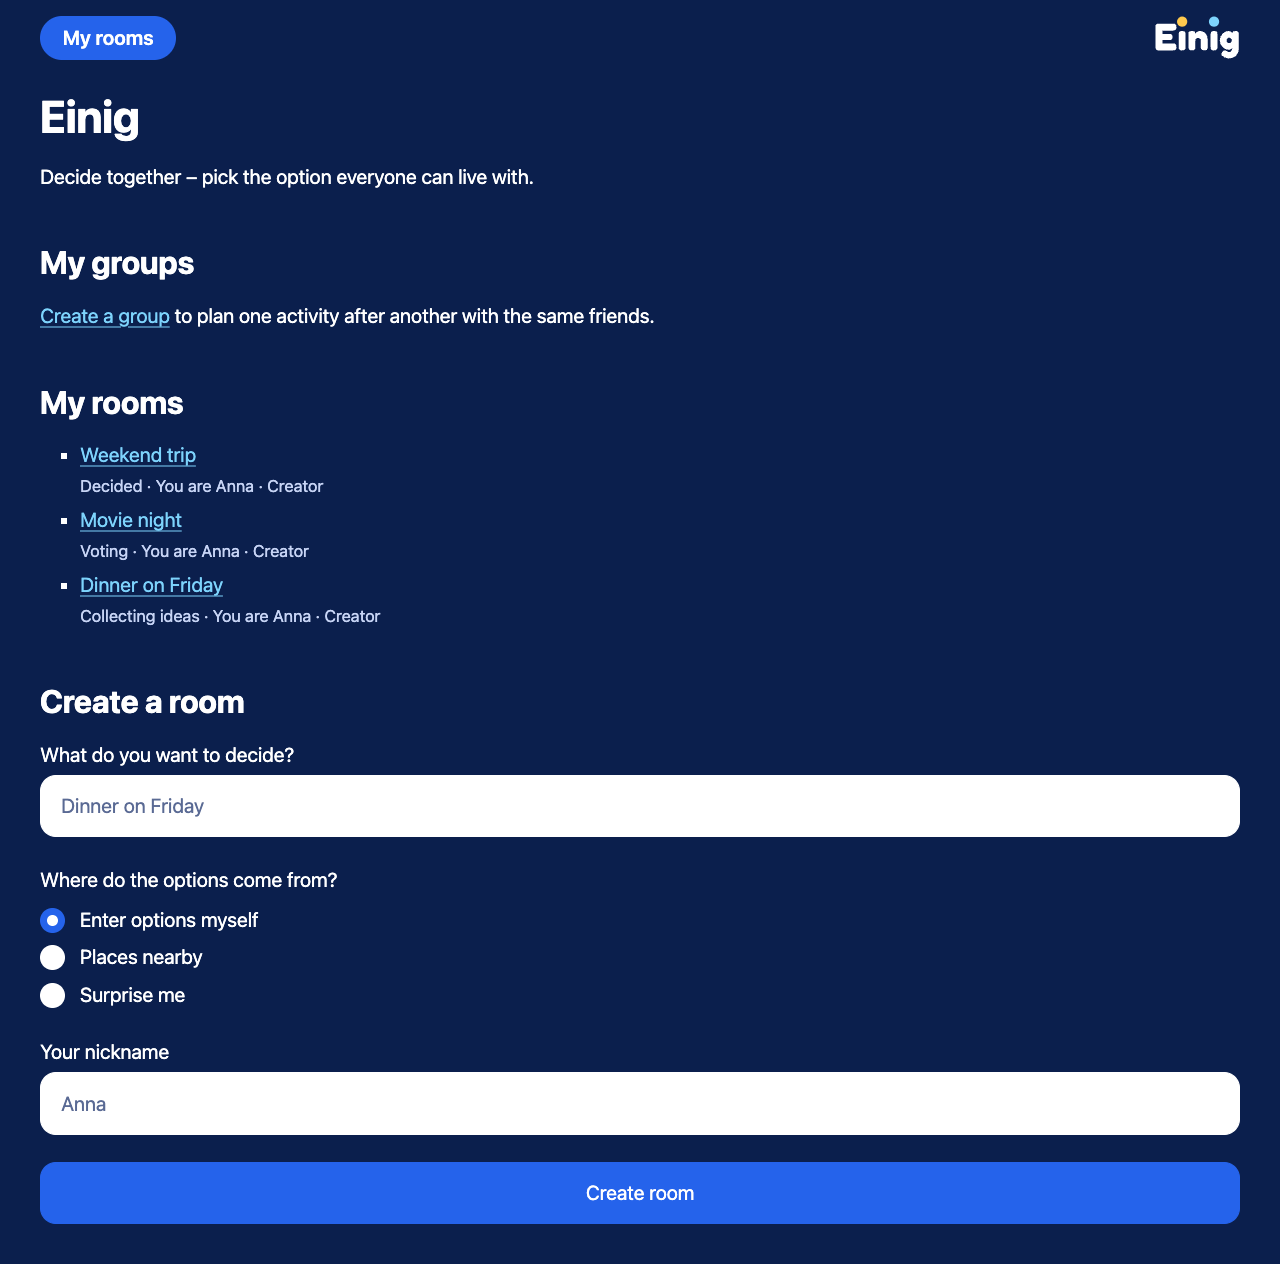 My rooms
Einig
Einig
Decide together – pick the option everyone can live with.
My groups
Create a group to plan one activity after another with the same friends.
My rooms
Weekend trip
Decided · You are Anna · Creator
Movie night
Voting · You are Anna · Creator
Dinner on Friday
Collecting ideas · You are Anna · Creator
Create a room
What do you want to decide?
Dinner on Friday
Where do the options come from?
Enter options myself
Places nearby
Surprise me
Your nickname
Anna
Create room